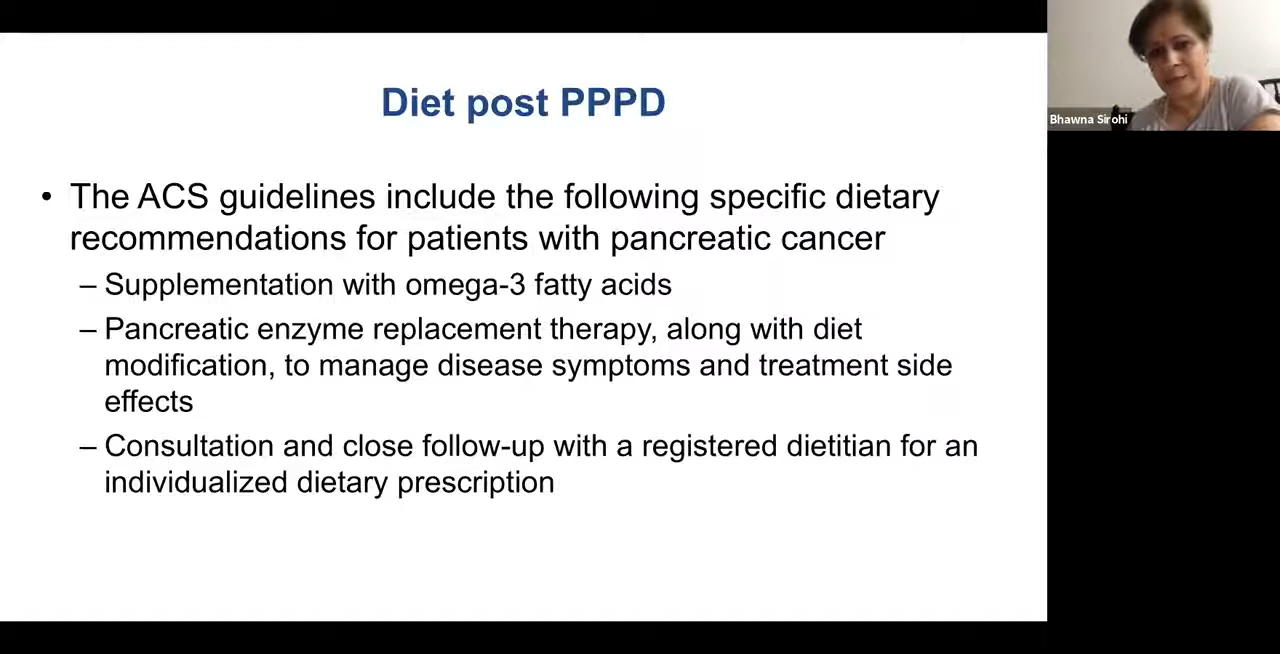 Diet post PPPD
Bhawna Sirohi
• The ACS guidelines include the following specific dietary
recommendations for patients with pancreatic cancer
– Supplementation with omega-3 fatty acids
– Pancreatic enzyme replacement therapy, along with diet
modification, to manage disease symptoms and treatment side
effects
– Consultation and close follow-up with a registered dietitian for an
individualized dietary prescription